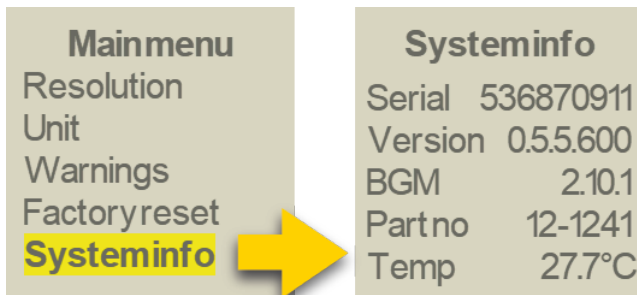 Mainmenu
Resolution
Unit
Warnings
Factoryreset
Systeminfo
Systeminfo
Serial 536870911
Version 0.5.5.600
BGM 2.10.1
Partno 12-1241
Temp 27.7°C